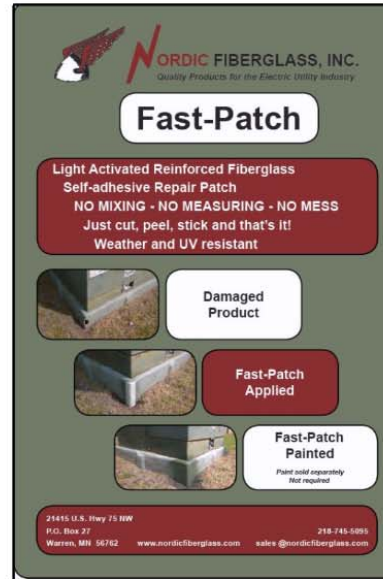 NORDIC FIBERGLASS, INC.
Quality Products for the Electric Utility Industry
Fast-Patch
Light Activated Reinforced Fiberglass
Self-adhesive Repair Patch
NO MIXING - NO MEASURING - NO MESS
Just cut, peel, stick and that's it!
Weather and UV resistant
Damaged
Product
Fast-Patch
Applied
Fast-Patch
Painted
Paint sold separately
Not required
21415 U.S. Hwy 75 NW
P.O. Box 27 218-745-5095
Warren, MN 56762 www.nordicfiberglass.com sales @nordicfiberglass.com